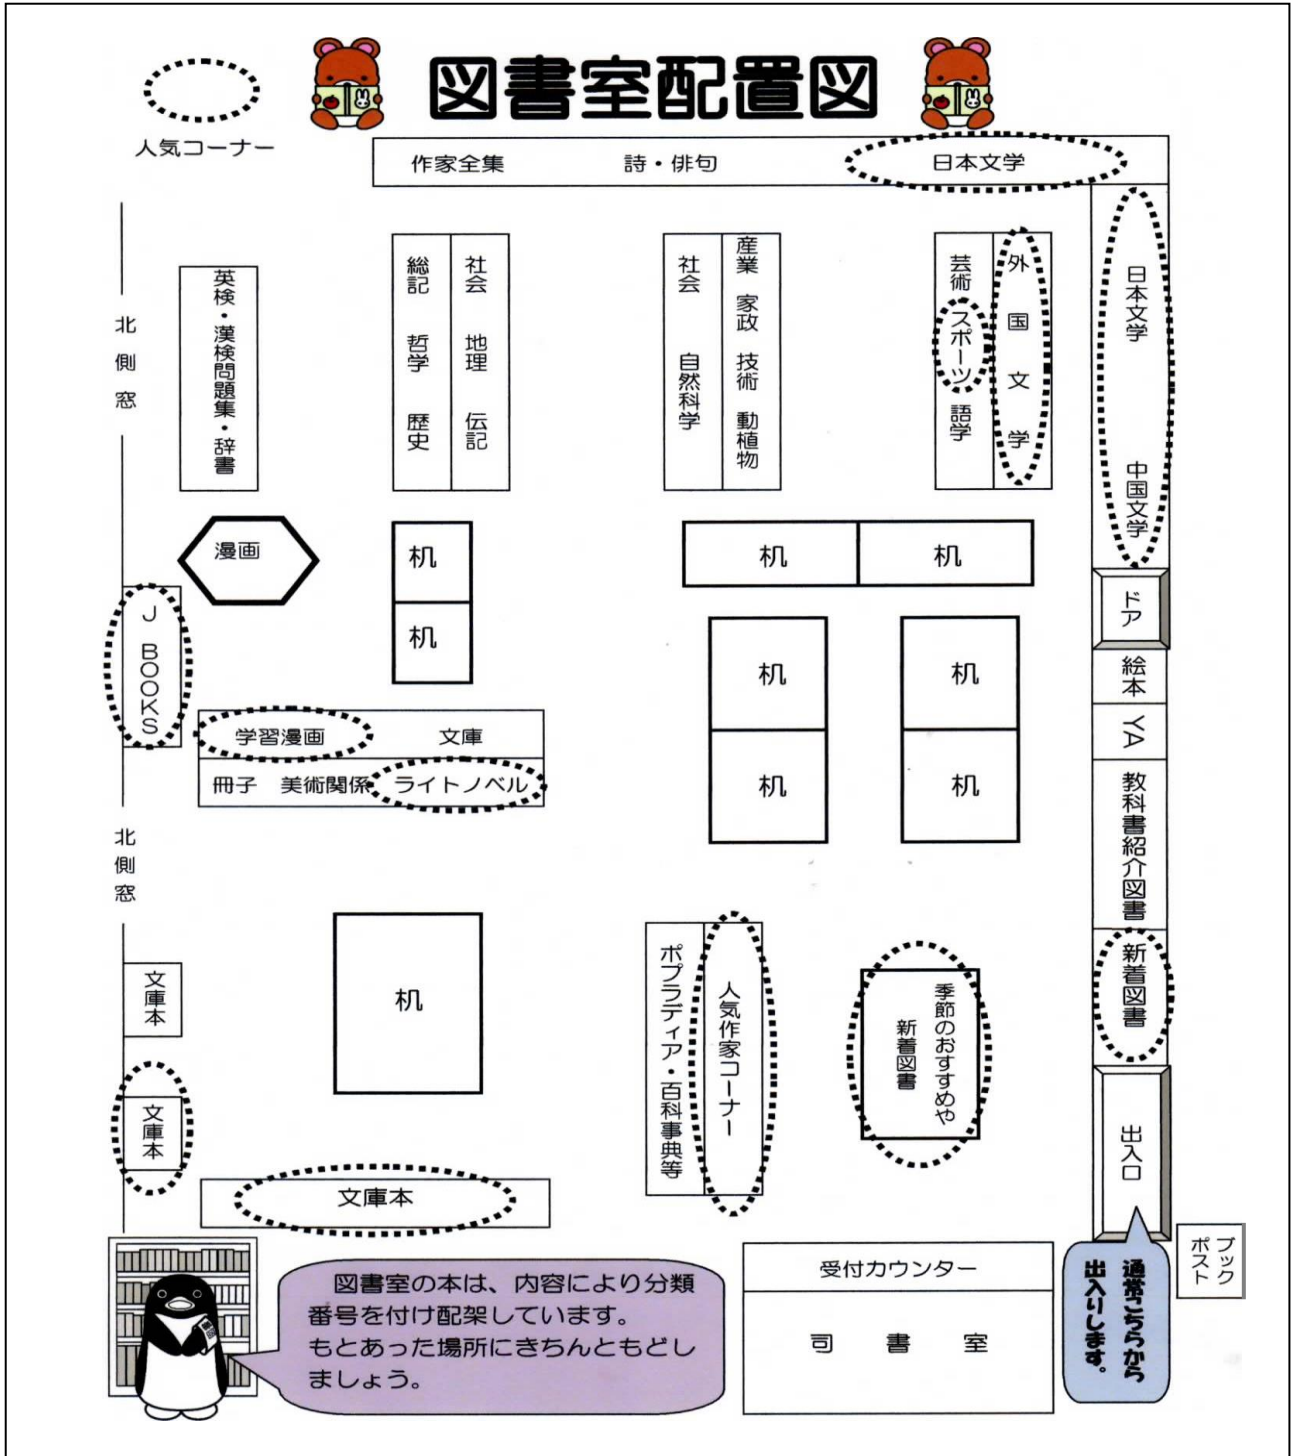 図書室配置図
人気コーナー
作家全集 詩・俳句 日本文学
日本文学 中国文学
北側窓
英検・漢検問題集・辞書
総記 哲学 歴史
社会 地理 伝記
社会 自然科学
産業 家政 技術 動植物
芸術 スポーツ 語学
外国文学
漫画
机
机
机
机
ドア
J BOOKS
机
机
机
机
絵本
YA
学習漫画 文庫
冊子 美術関係 ライトノベル
教科書紹介図書
北側窓
新着図書
文庫本
机
ポプラディア・百科事典等
人気作家コーナー
季節のおすすめや
新着図書
文庫本
出入口
文庫本
ブック
ポスト
受付カウンター
司書室
通常こちらから
出入りします。
図書室の本は、内容により分類
番号を付け配架しています。
もとあった場所にきちんともどし
ましょう。